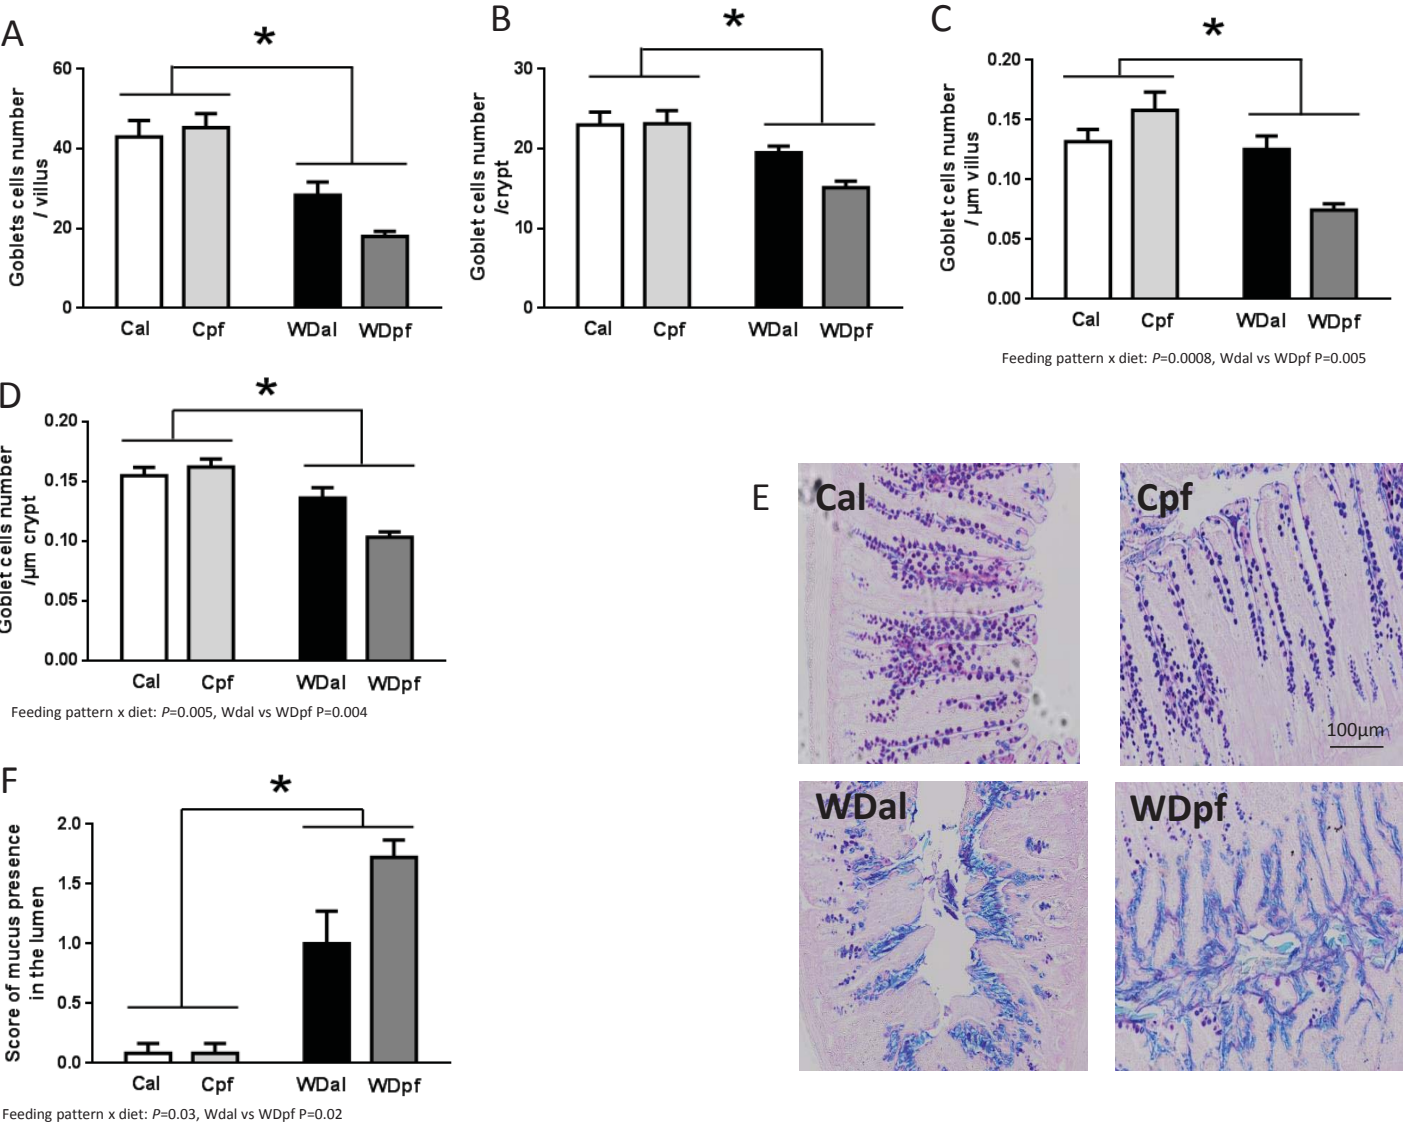 A
*
Goblets cells number
/ villus
60
40
20
0
Cal
Cpf
WDal
WDpf
B
*
Goblet cells number
/crypt
30
20
10
0
Cal
Cpf
WDal
WDpf
C
*
Goblet cells number
/ µm villus
0.20
0.15
0.10
0.05
0.00
Cal
Cpf
WDal
WDpf
Feeding pattern x diet: P=0.0008, Wdal vs WDpf P=0.005
D
*
Goblet cells number
/µm crypt
0.20
0.15
0.10
0.05
0.00
Cal
Cpf
WDal
WDpf
Feeding pattern x diet: P=0.005, Wdal vs WDpf P=0.004
E
Cal
Cpf
100µm
WDal
WDpf
F
*
Score of mucus presence
in the lumen
2.0
1.5
1.0
0.5
0.0
Cal
Cpf
WDal
WDpf
Feeding pattern x diet: P=0.03, Wdal vs WDpf P=0.02